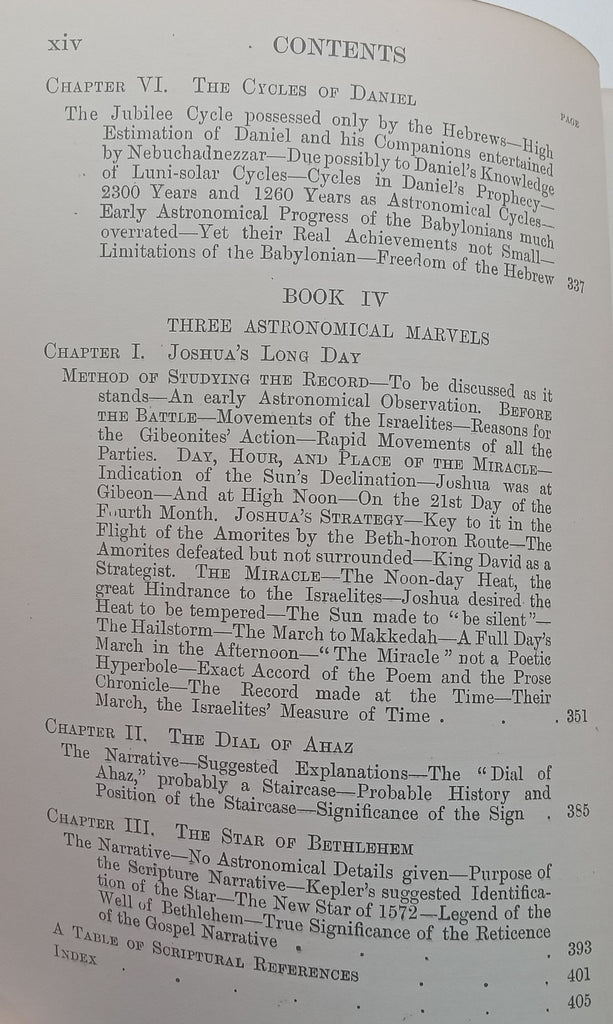 xiv
CONTENTS
CHAPTER VI. THE CYCLES OF DANIEL
PAGE
The Jubilee Cycle possessed only by the Hebrews—High
Estimation of Daniel and his Companions entertained
by Nebuchadnezzar—Due possibly to Daniel's Knowledge
of Luni-solar Cycles—Cycles in Daniel's Prophecy—
2300 Years and 1260 Years as Astronomical Cycles—
Early Astronomical Progress of the Babylonians much
overrated—Yet their Real Achievements not Small—
Limitations of the Babylonian—Freedom of the Hebrew 337
BOOK IV
THREE ASTRONOMICAL MARVELS
CHAPTER I. JOSHUA'S LONG DAY
METHOD OF STUDYING THE RECORD—To be discussed as it
stands—An early Astronomical Observation. BEFORE
THE BATTLE—Movements of the Israelites—Reasons for
the Gibeonites' Action—Rapid Movements of all the
Parties. DAY, HOUR, AND PLACE OF THE MIRACLE—
Indication of the Sun's Declination—Joshua was at
Gibeon—And at High Noon—On the 21st Day of the
Fourth Month. JOSHUA'S STRATEGY—Key to it in the
Flight of the Amorites by the Beth-horon Route—The
Amorites defeated but not surrounded—King David as a
Strategist. THE MIRACLE—The Noon-day Heat, the
great Hindrance to the Israelites—Joshua desired the
Heat to be tempered—The Sun made to "be silent"—
The Hailstorm—The March to Makkedah—A Full Day's
March in the Afternoon—"The Miracle" not a Poetic
Hyperbole—Exact Accord of the Poem and the Prose
Chronicle—The Record made at the Time—Their
March, the Israelites' Measure of Time . . . 351
CHAPTER II. THE DIAL OF AHAZ
The Narrative—Suggested Explanations—The "Dial of
Ahaz," probably a Staircase—Probable History and
Position of the Staircase—Significance of the Sign . 385
CHAPTER III. THE STAR OF BETHLEHEM
The Narrative—No Astronomical Details given—Purpose of
the Scripture Narrative—Kepler's suggested Identifica-
tion of the Star—The New Star of 1572—Legend of the
Well of Bethlehem—True Significance of the Reticence
of the Gospel Narrative . . . . 393
A TABLE OF SCRIPTURAL REFERENCES . . 401
INDEX . . . . . 405